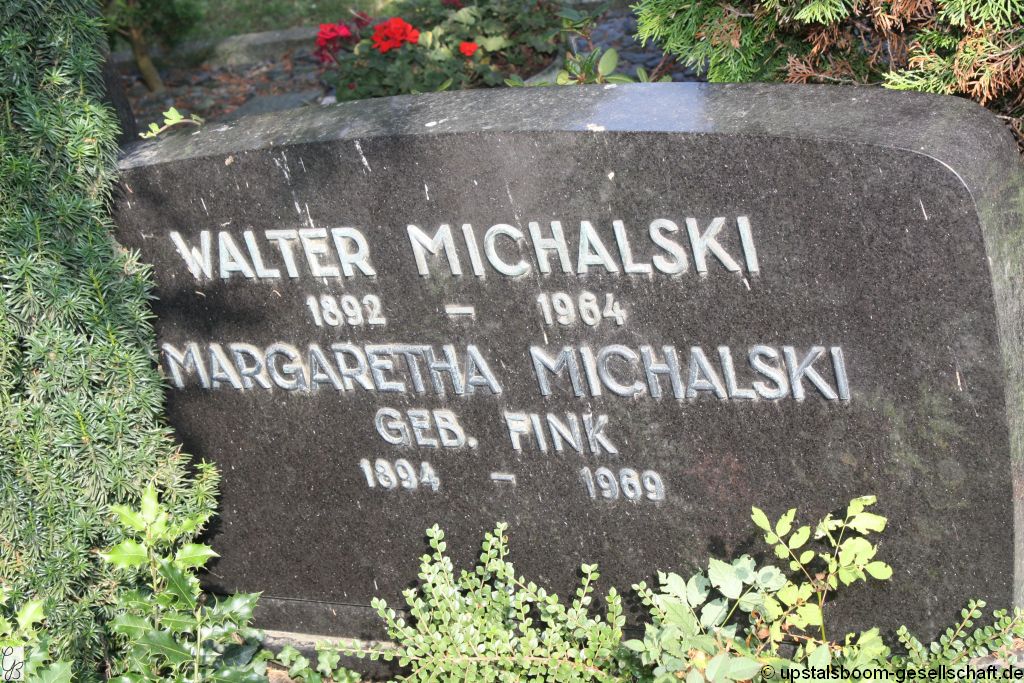 WALTER MICHALSKI
1892 – 1964
MARGARETHA MICHALSKI
GEB. FINK
1894 – 1969
© upstalsboom-gesellschaft.de